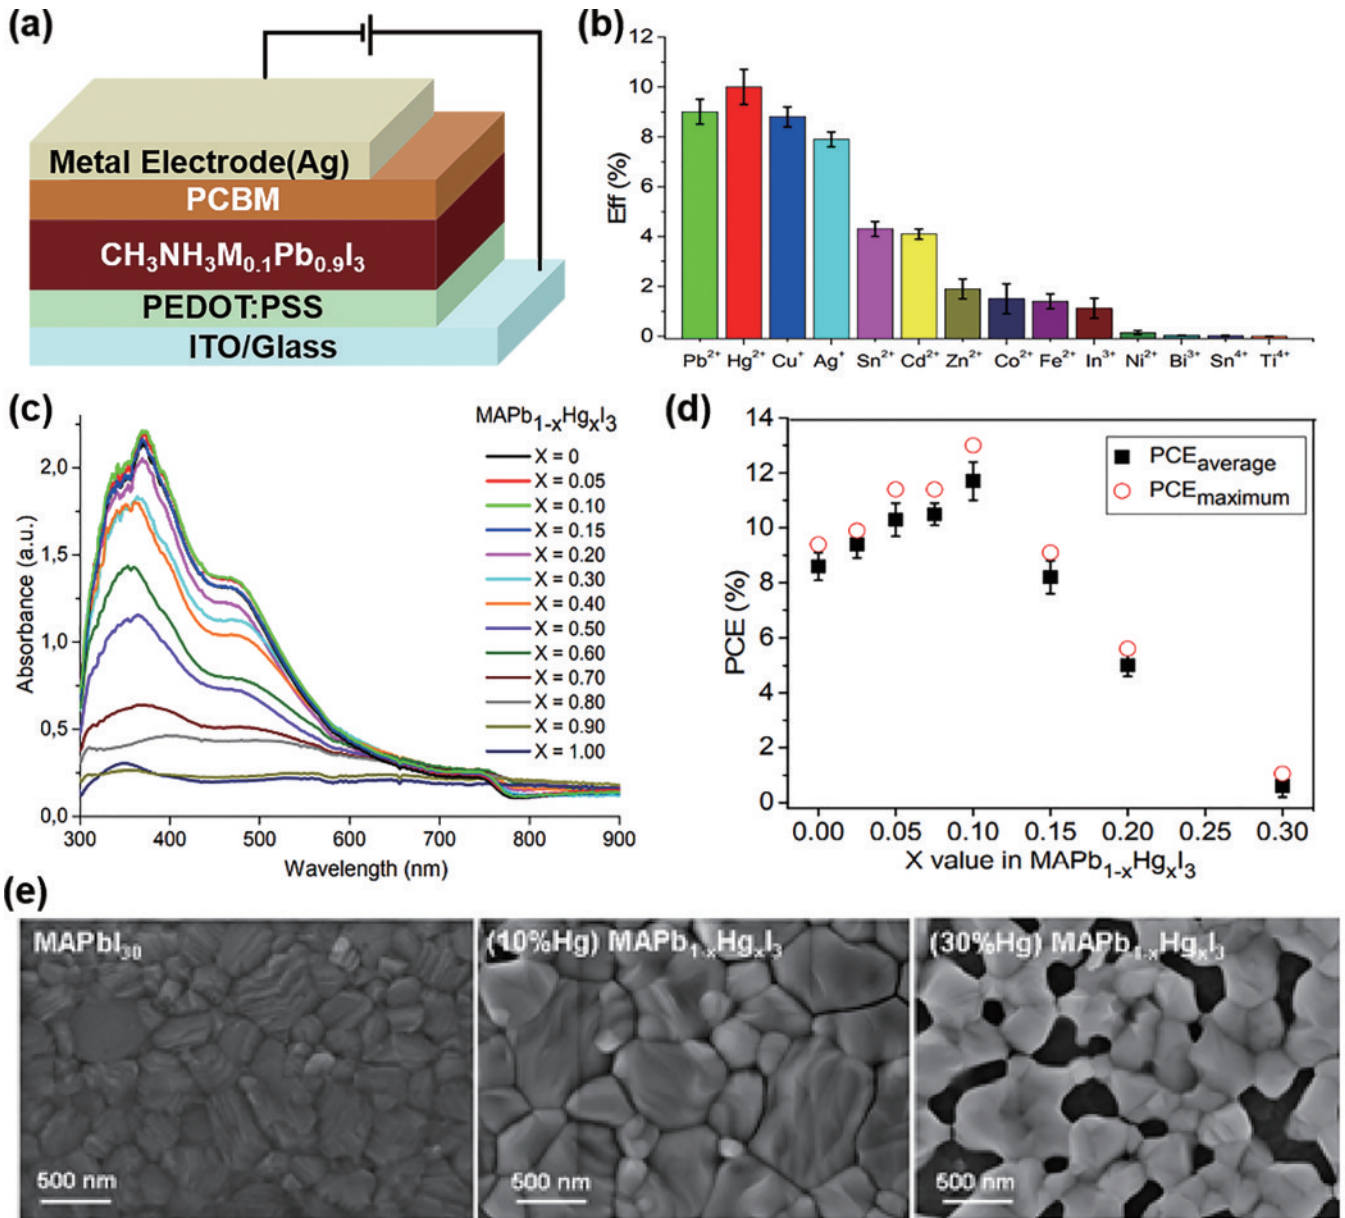 (a)
Metal Electrode(Ag)
PCBM
CH₃NH₃M₀.₁Pb₀.₉I₃
PEDOT:PSS
ITO/Glass
(b)
Eff (%)
12
10
8
6
4
2
0
Pb²⁺ Hg²⁺ Cu⁺ Ag⁺ Sn²⁺ Cd²⁺ Zn²⁺ Co²⁺ Fe²⁺ In³⁺ Ni²⁺ Bi³⁺ Sn⁴⁺ Ti⁴⁺
(c)
Absorbance (a.u.)
2,0
1,5
1,0
0,5
0,0
300 400 500 600 700 800 900
Wavelength (nm)
MAPb₁₋ₓHgₓI₃
X = 0
X = 0.05
X = 0.10
X = 0.15
X = 0.20
X = 0.30
X = 0.40
X = 0.50
X = 0.60
X = 0.70
X = 0.80
X = 0.90
X = 1.00
(d)
PCE (%)
14
12
10
8
6
4
2
0
0.00 0.05 0.10 0.15 0.20 0.25 0.30
X value in MAPb₁₋ₓHgₓI₃
PCEaverage
PCEmaximum
(e)
MAPbI₃₀
500 nm
(10%Hg) MAPb₁₋ₓHgₓI₃
500 nm
(30%Hg) MAPb₁₋ₓHgₓI₃
500 nm